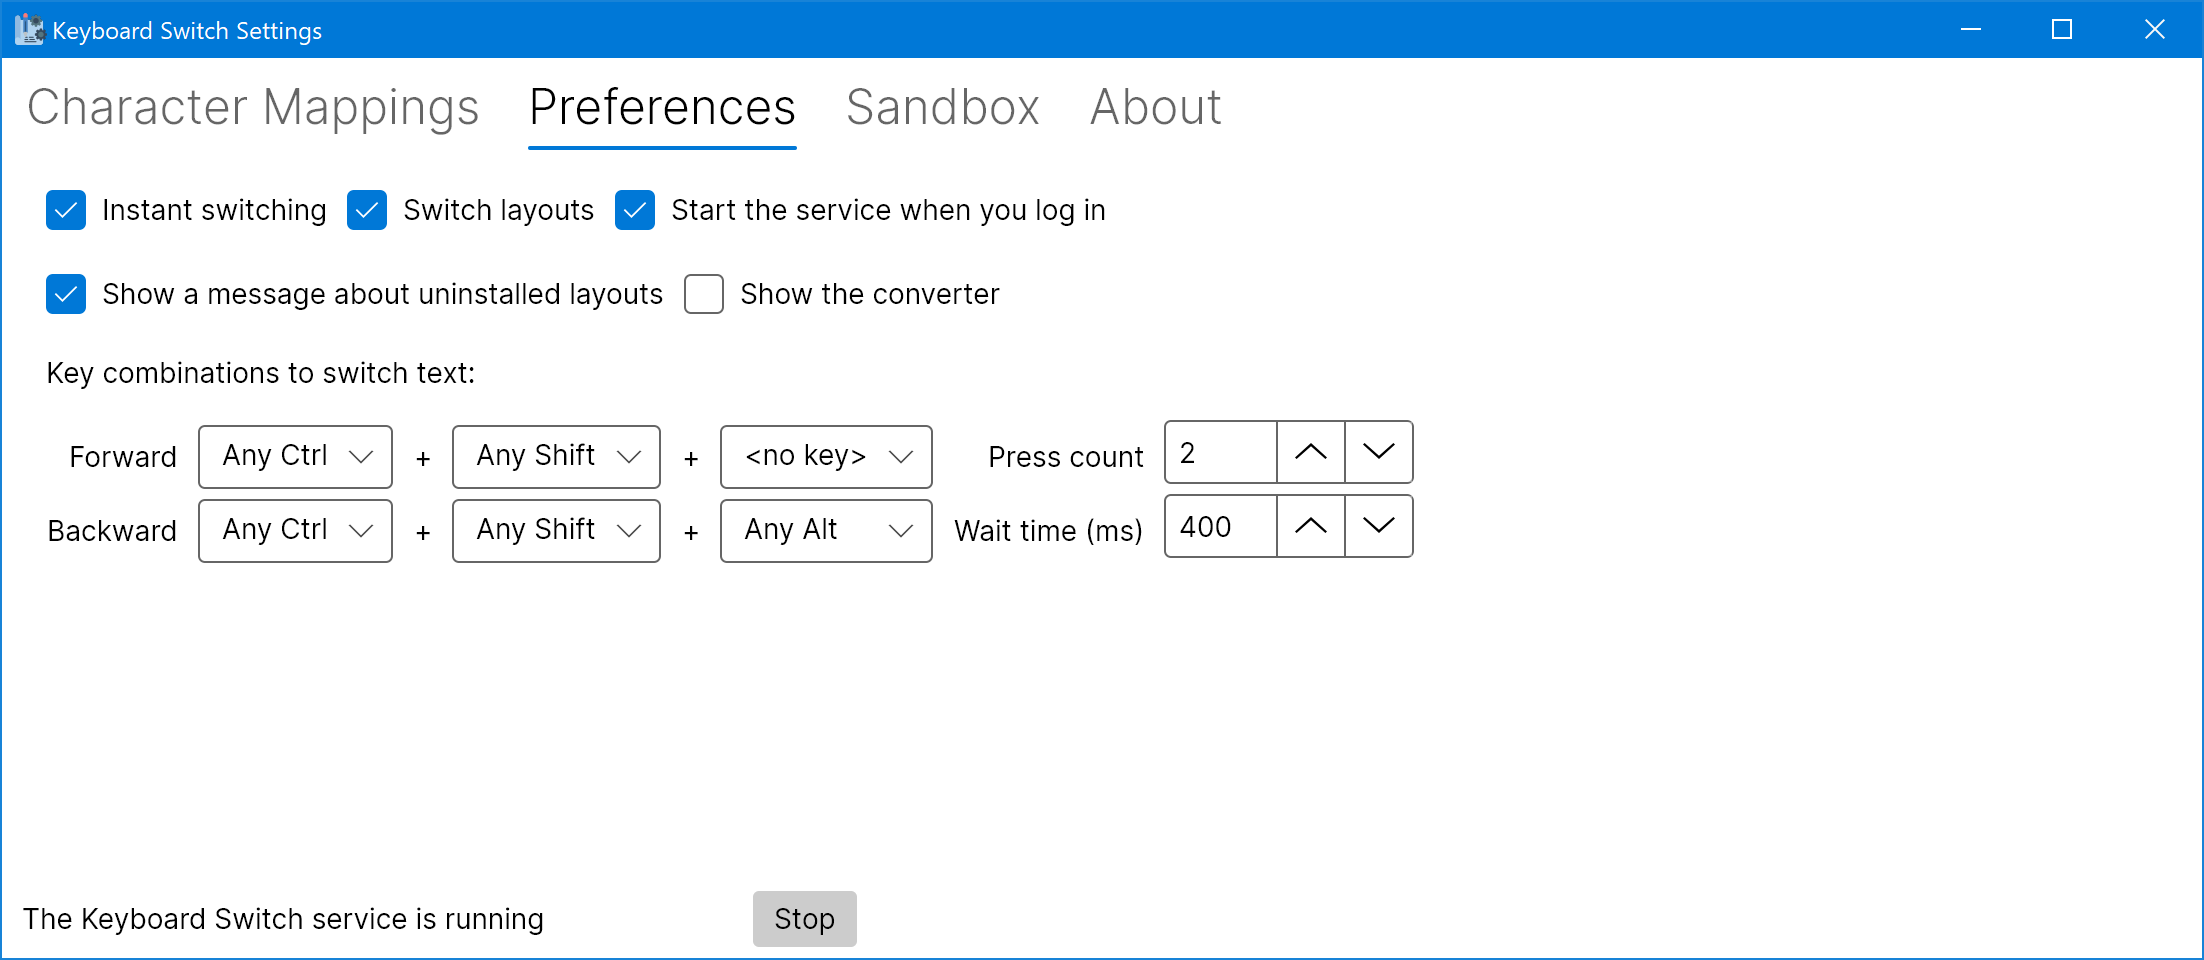 Keyboard Switch Settings
Character Mappings Preferences Sandbox About
Instant switching Switch layouts Start the service when you log in
Show a message about uninstalled layouts Show the converter
Key combinations to switch text:
Forward Any Ctrl + Any Shift + <no key> Press count 2
Backward Any Ctrl + Any Shift + Any Alt Wait time (ms) 400
The Keyboard Switch service is running Stop